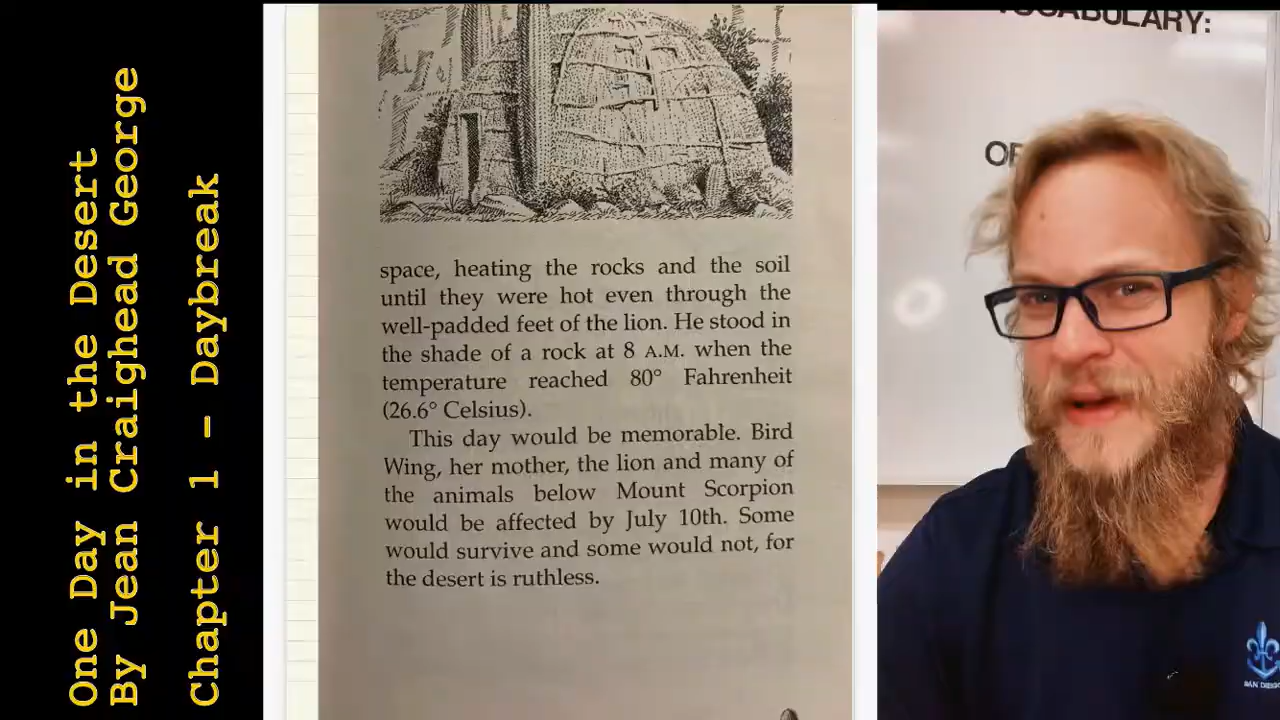 One Day in the Desert
By Jean Craighead George
Chapter 1 - Daybreak
space, heating the rocks and the soil
until they were hot even through the
well-padded feet of the lion. He stood in
the shade of a rock at 8 A.M. when the
temperature reached 80° Fahrenheit
(26.6° Celsius).
This day would be memorable. Bird
Wing, her mother, the lion and many of
the animals below Mount Scorpion
would be affected by July 10th. Some
would survive and some would not, for
the desert is ruthless.
VOCABULARY:
SAN DIEGO